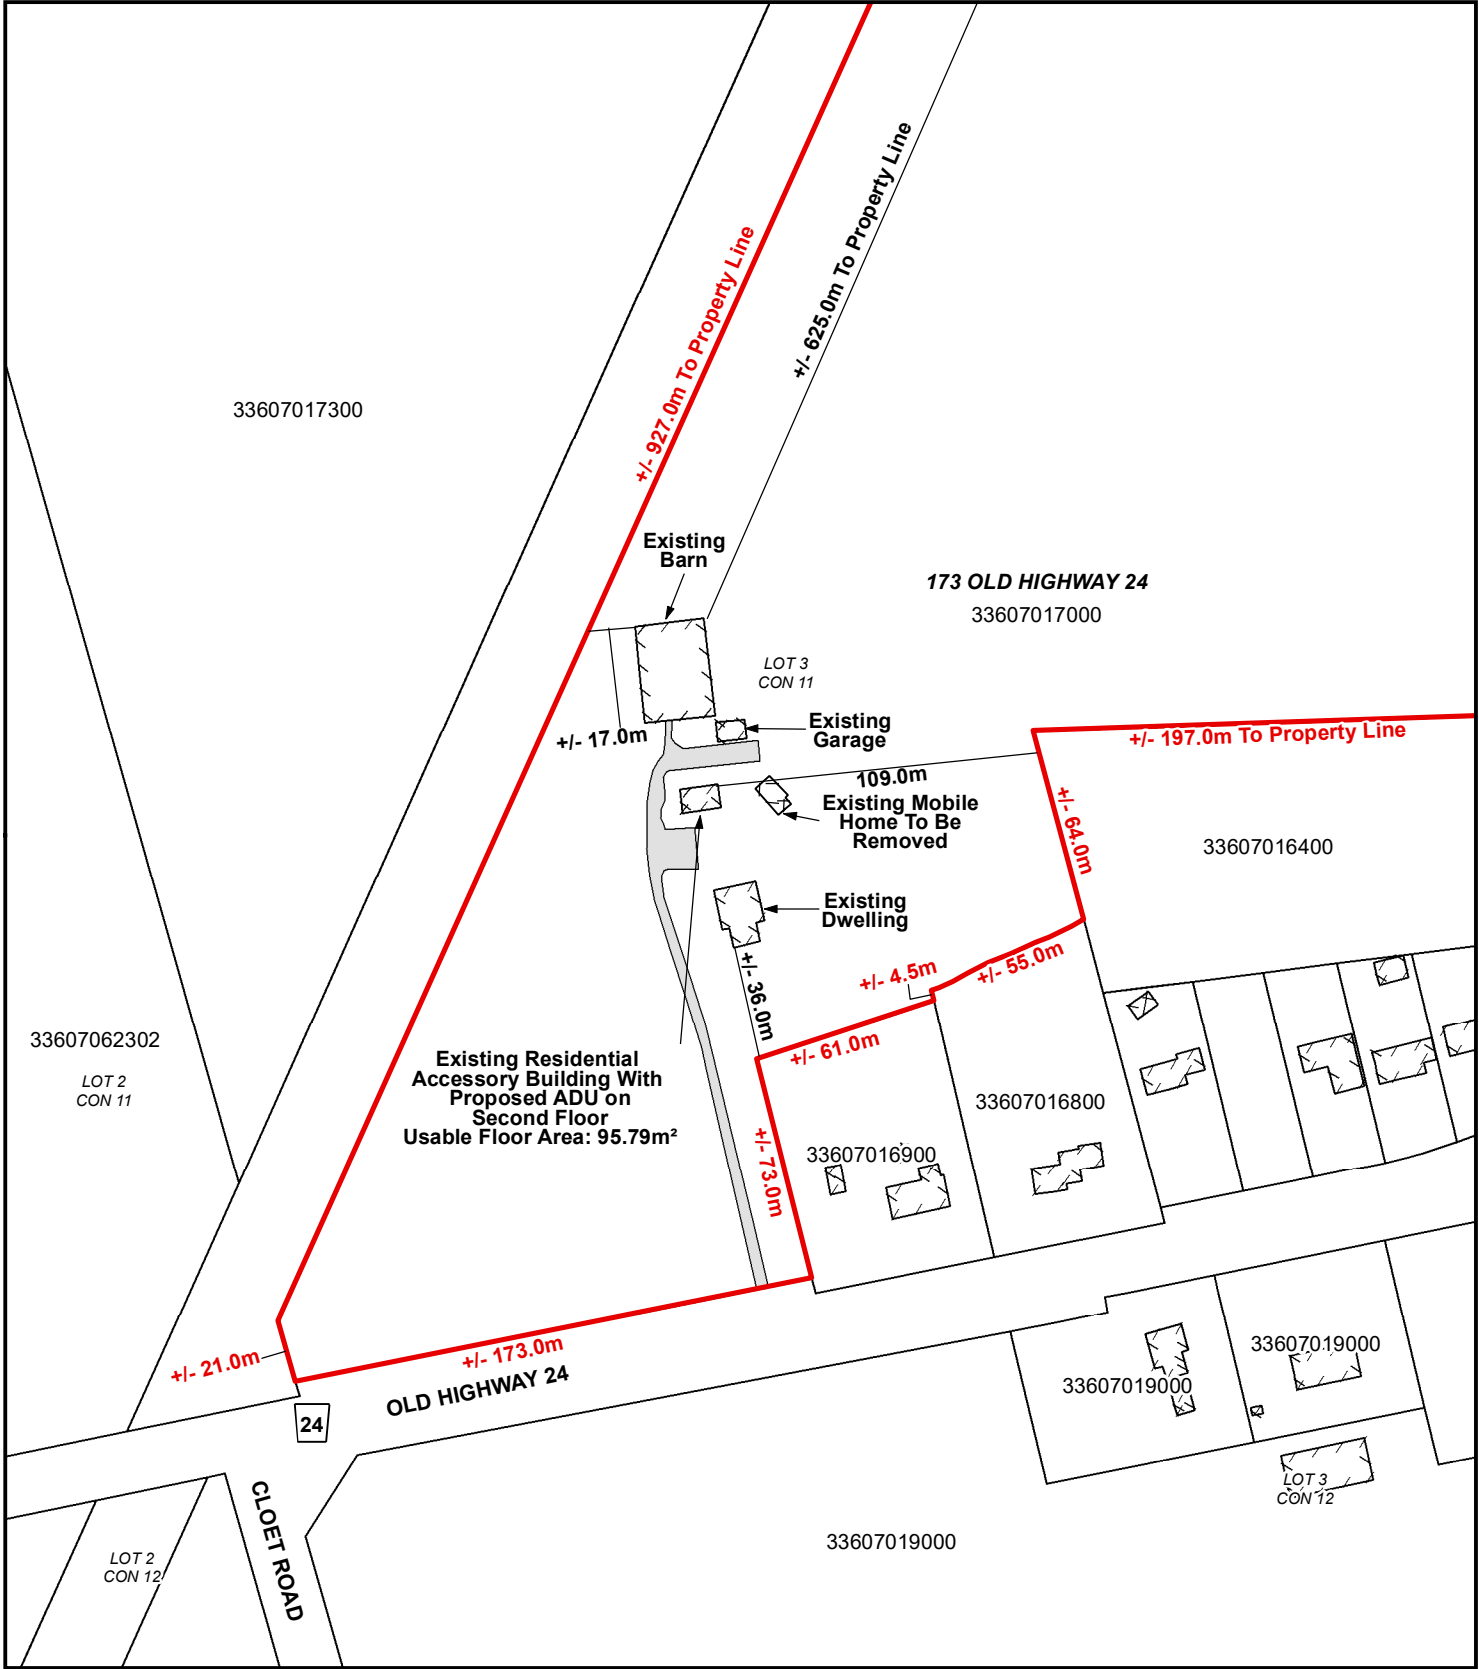 +/- 927.0m To Property Line
+/- 625.0m To Property Line
33607017300
Existing
Barn
173 OLD HIGHWAY 24
33607017000
LOT 3
CON 11
+/- 17.0m
Existing
Garage
+/- 197.0m To Property Line
109.0m
Existing Mobile
Home To Be
Removed
+/- 64.0m
33607016400
Existing
Dwelling
+/- 36.0m
+/- 4.5m
+/- 55.0m
33607062302
LOT 2
CON 11
Existing Residential
Accessory Building With
Proposed ADU on
Second Floor
Usable Floor Area: 95.79m²
+/- 61.0m
33607016800
+/- 73.0m
33607016900
+/- 21.0m
+/- 173.0m
OLD HIGHWAY 24
24
33607019000
33607019000
CLOET ROAD
LOT 3
CON 12
33607019000
LOT 2
CON 12